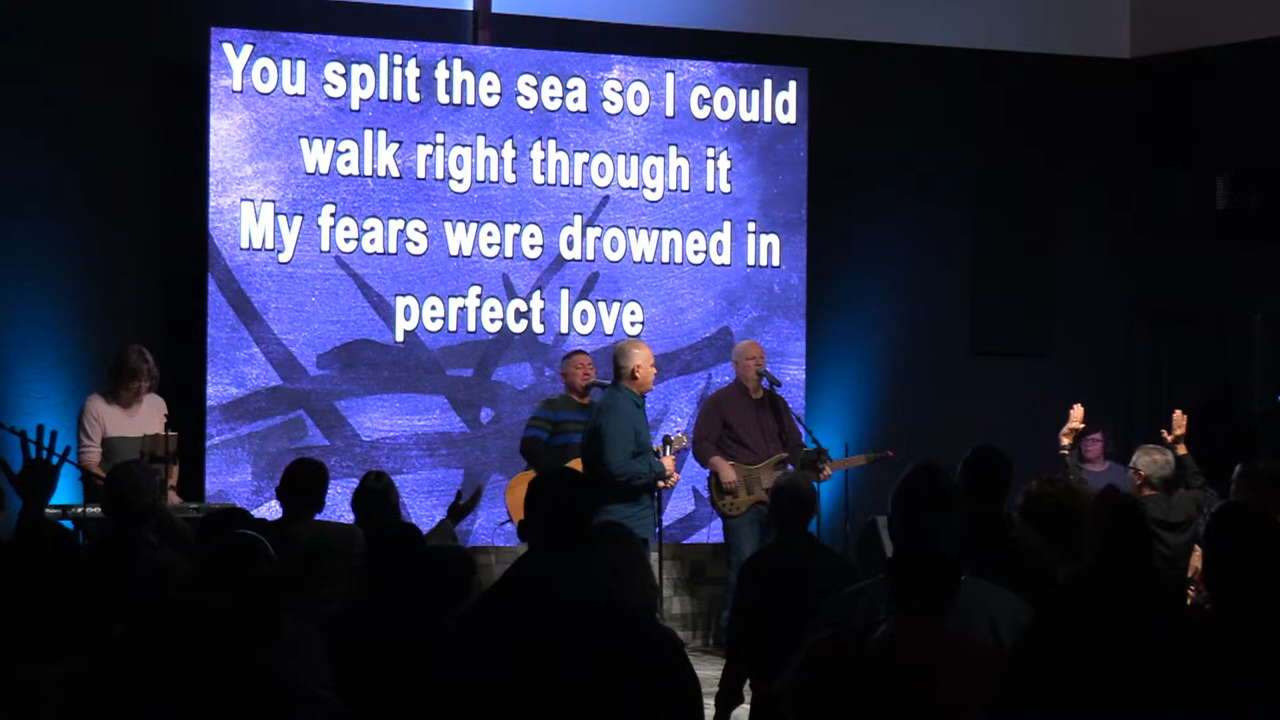 You split the sea so I could
walk right through it
My fears were drowned in
perfect love